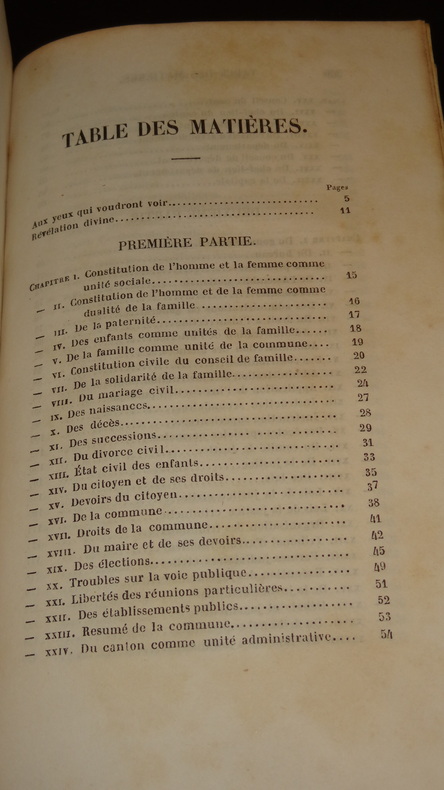 TABLE DES MATIÈRES.
Pages
Aux yeux qui voudront voir.............................. 5
Révélation divine........................................ 11
PREMIÈRE PARTIE.
CHAPITRE I. Constitution de l'homme et la femme comme
unité sociale............................ 15
— II. Constitution de l'homme et de la femme comme
dualité de la famille.................... 16
— III. De la paternité............................ 17
— IV. Des enfants comme unités de la famille...... 18
— V. De la famille comme unité de la commune...... 19
— VI. Constitution civile du conseil de famille...... 20
— VII. De la solidarité de la famille................ 22
— VIII. Du mariage civil.......................... 24
— IX. Des naissances............................ 27
— X. Des décès.................................. 28
— XI. Des successions............................ 29
— XII. Du divorce civil.......................... 31
— XIII. État civil des enfants.................... 33
— XIV. Du citoyen et de ses droits................ 35
— XV. Devoirs du citoyen.......................... 37
— XVI. De la commune............................ 38
— XVII. Droits de la commune...................... 41
— XVIII. Du maire et de ses devoirs................ 42
— XIX. Des élections.............................. 45
— XX. Troubles sur la voie publique................ 49
— XXI. Libertés des réunions particulières.......... 51
— XXII. Des établissements publics................ 52
— XXIII. Resumé de la commune.................... 53
— XXIV. Du canton comme unité administrative.... 54